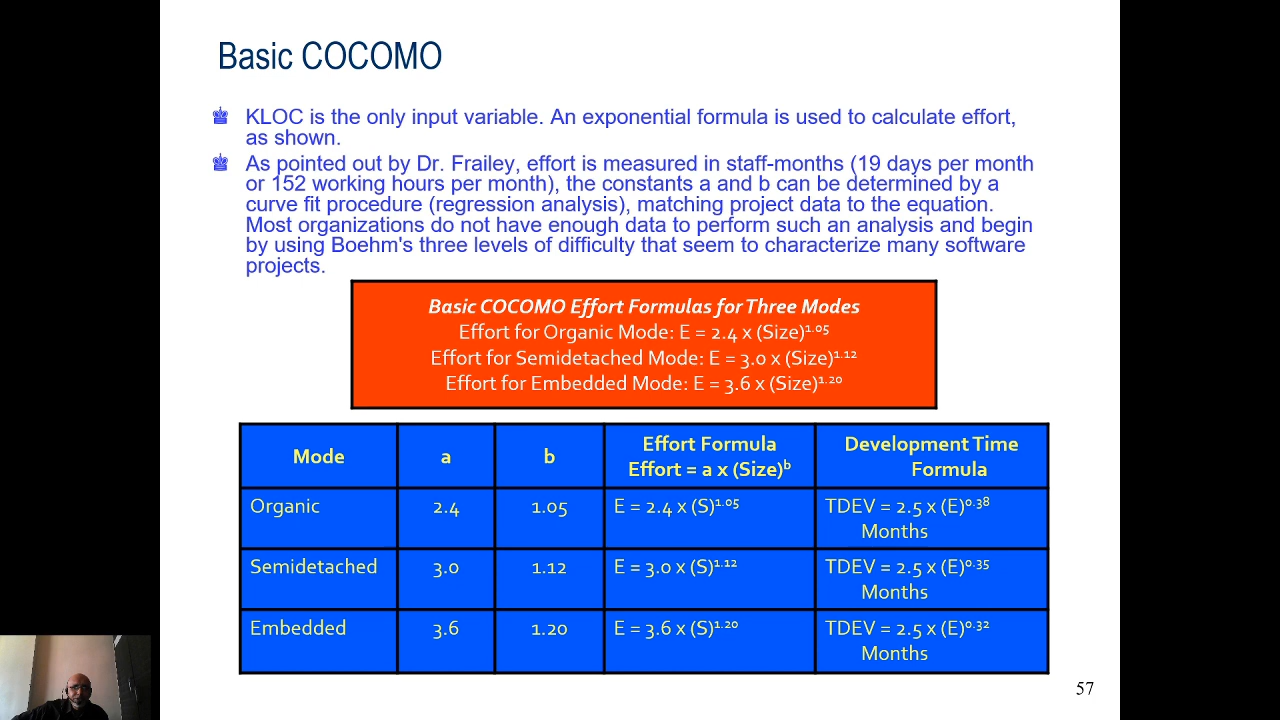 Basic COCOMO
KLOC is the only input variable. An exponential formula is used to calculate effort,
as shown.
As pointed out by Dr. Frailey, effort is measured in staff-months (19 days per month
or 152 working hours per month), the constants a and b can be determined by a
curve fit procedure (regression analysis), matching project data to the equation.
Most organizations do not have enough data to perform such an analysis and begin
by using Boehm's three levels of difficulty that seem to characterize many software
projects.
Basic COCOMO Effort Formulas for Three Modes
Effort for Organic Mode: E = 2.4 x (Size)^1.05
Effort for Semidetached Mode: E = 3.0 x (Size)^1.12
Effort for Embedded Mode: E = 3.6 x (Size)^1.20
Mode a b Effort Formula Development Time
Effort = a x (Size)^b Formula
Organic 2.4 1.05 E = 2.4 x (S)^1.05 TDEV = 2.5 x (E)^0.38
Months
Semidetached 3.0 1.12 E = 3.0 x (S)^1.12 TDEV = 2.5 x (E)^0.35
Months
Embedded 3.6 1.20 E = 3.6 x (S)^1.20 TDEV = 2.5 x (E)^0.32
Months
57